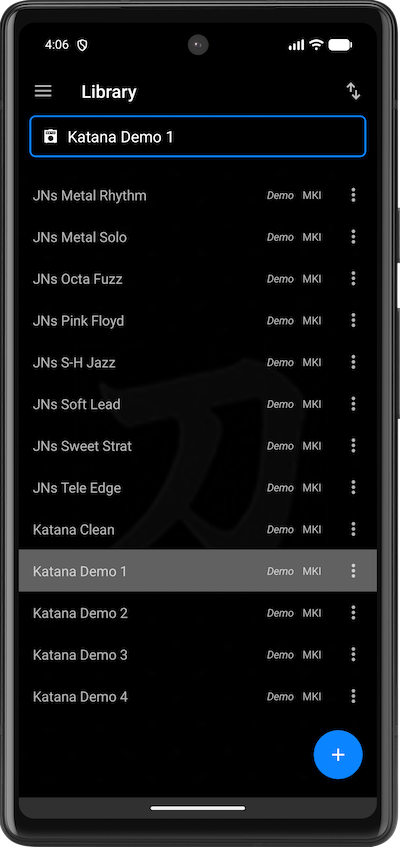 4:06
Library
Katana Demo 1
JNs Metal Rhythm Demo MKI
JNs Metal Solo Demo MKI
JNs Octa Fuzz Demo MKI
JNs Pink Floyd Demo MKI
JNs S-H Jazz Demo MKI
JNs Soft Lead Demo MKI
JNs Sweet Strat Demo MKI
JNs Tele Edge Demo MKI
Katana Clean Demo MKI
Katana Demo 1 Demo MKI
Katana Demo 2 Demo MKI
Katana Demo 3 Demo MKI
Katana Demo 4 Demo MKI
刀